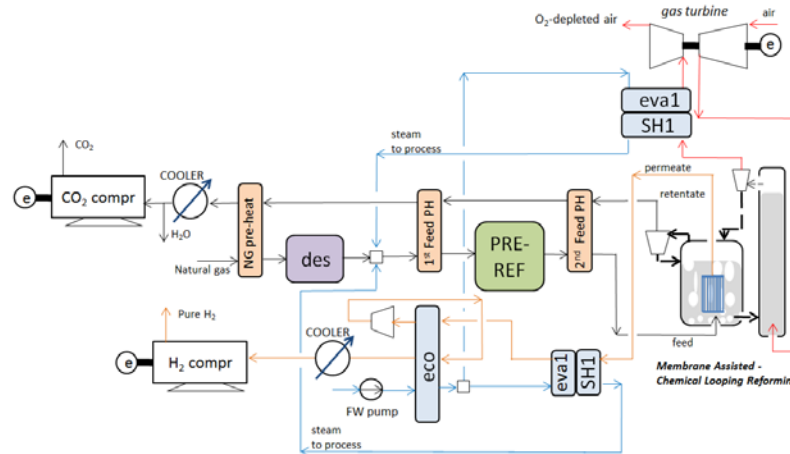 gas turbine
O2-depleted air
air
e
eva1
SH1
steam
to process
permeate
CO2
COOLER
retentate
e
CO2 compr
NG pre-heat
1st Feed PH
2nd Feed PH
H2O
des
PRE-
REF
Natural gas
Pure H2
COOLER
feed
e
H2 compr
eco
eva1
SH1
Membrane Assisted -
Chemical Looping Reforming
FW pump
steam
to process